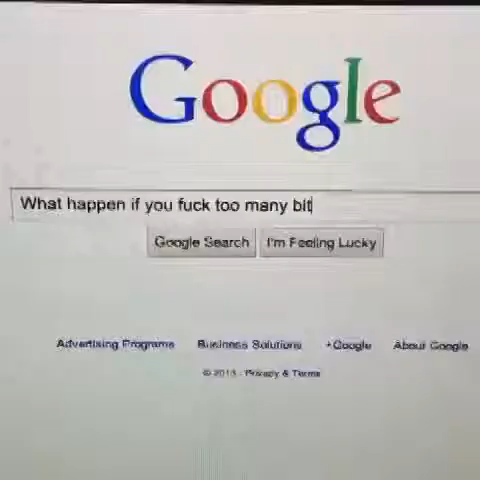 Google
What happen if you fuck too many bit
Google Search I'm Feeling Lucky
Advertising Programs Business Solutions +Google About Google
© 2013 - Privacy & Terms